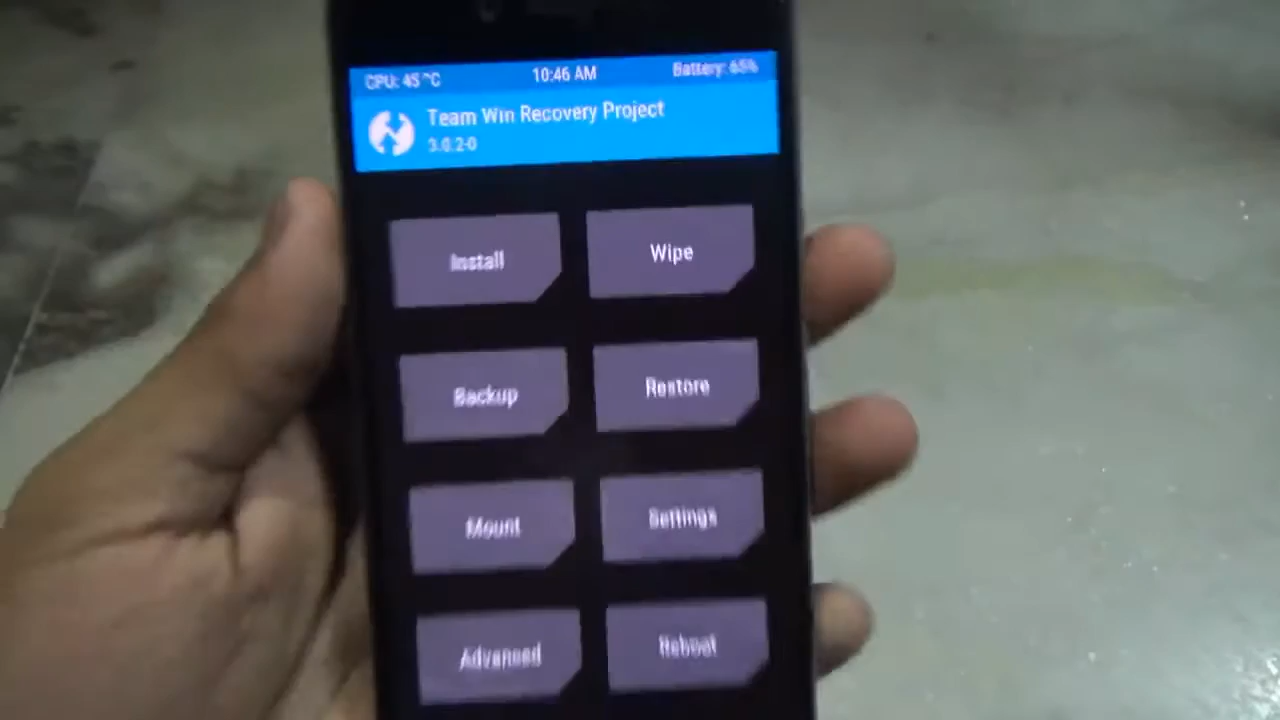 CPU: 45 °C 10:46 AM Battery: 65%
Team Win Recovery Project
3.0.2-0
Install Wipe
Backup Restore
Mount Settings
Advanced Reboot